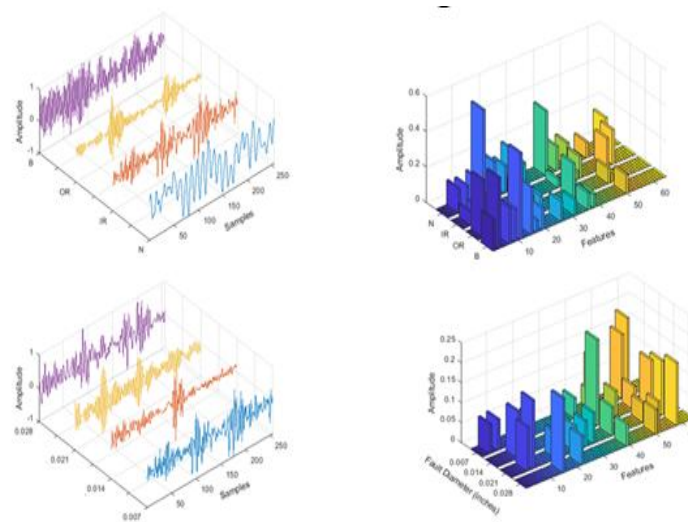 1
0
-1
Amplitude
B
OR
IR
N
50
100
150
200
250
Samples
0.6
0.4
0.2
0
Amplitude
N
IR
OR
B
10
20
30
40
50
60
Features
1
0
-1
Amplitude
0.028
0.021
0.014
0.007
50
100
150
200
250
Samples
0.25
0.2
0.15
0.1
0.05
0
Amplitude
0.007
0.014
0.021
0.028
Fault Diameter (inches)
10
20
30
40
50
Features